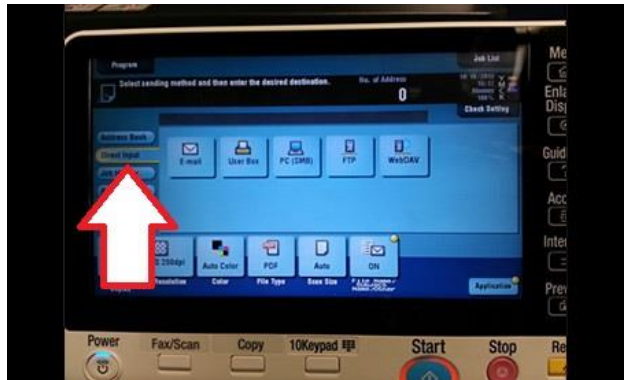 Program
Job List
Select sending method and then enter the desired destination.
No. of Address
0
Check Setting
Address Book
Direct Input
E-mail
User Box
PC (SMB)
FTP
WebDAV
200dpi
Auto Color
PDF
Auto
ON
Color
File Type
Scan Size
Application
Power
Fax/Scan
Copy
10Keypad
Start
Stop